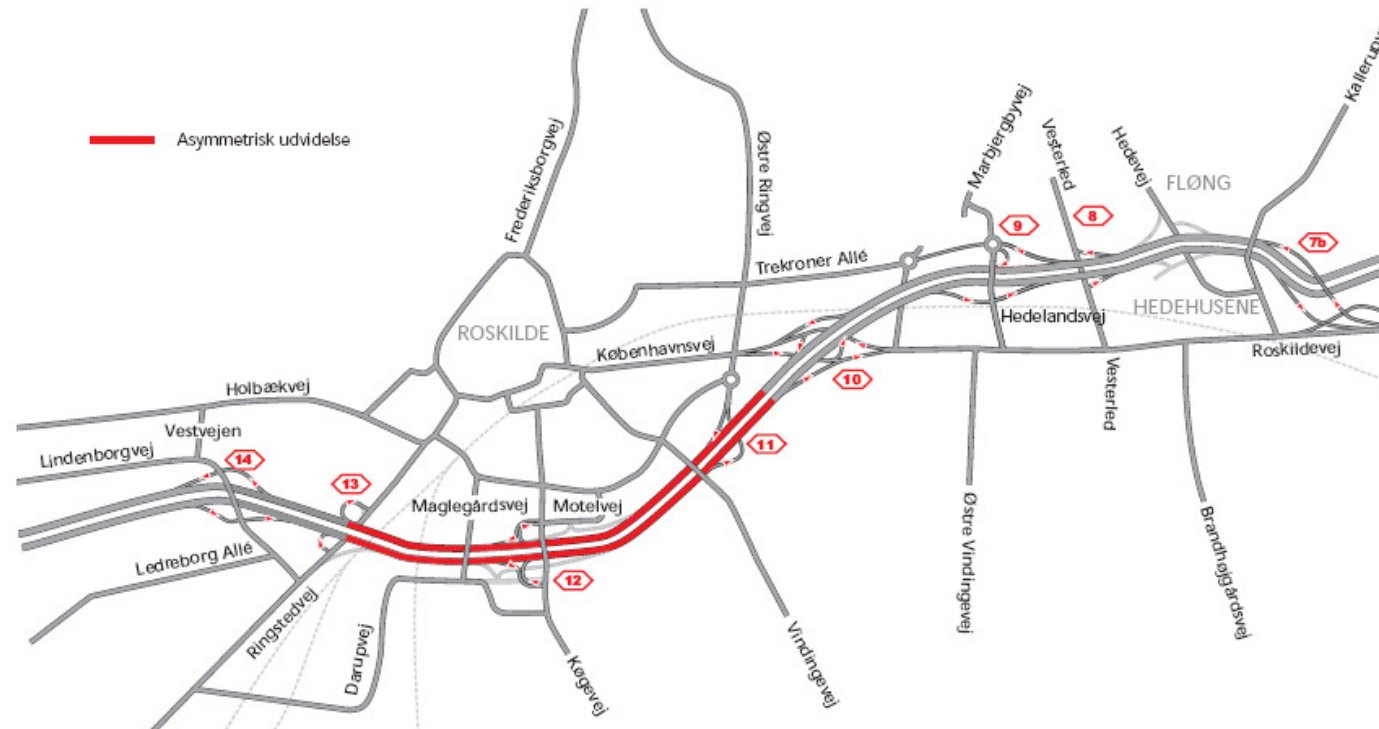 Asymmetrisk udvidelse
Frederiksborgvej
Østre Ringvej
Marbjergbyvej
Vesterled
Hedevej
FLØNG
9
8
7b
Trekroner Allé
ROSKILDE
Københavnsvej
Hedelandsvej
HEDEHUSENE
Roskildevej
10
Holbækvej
Vestvejen
Vesterled
Lindenborgvej
14
13
11
Maglegårdsvej
Motelvej
Ledreborg Allé
12
Østre Vindingevej
Brandhøjgårdsvej
Ringstedvej
Darupvej
Køgevej
Vindingevej